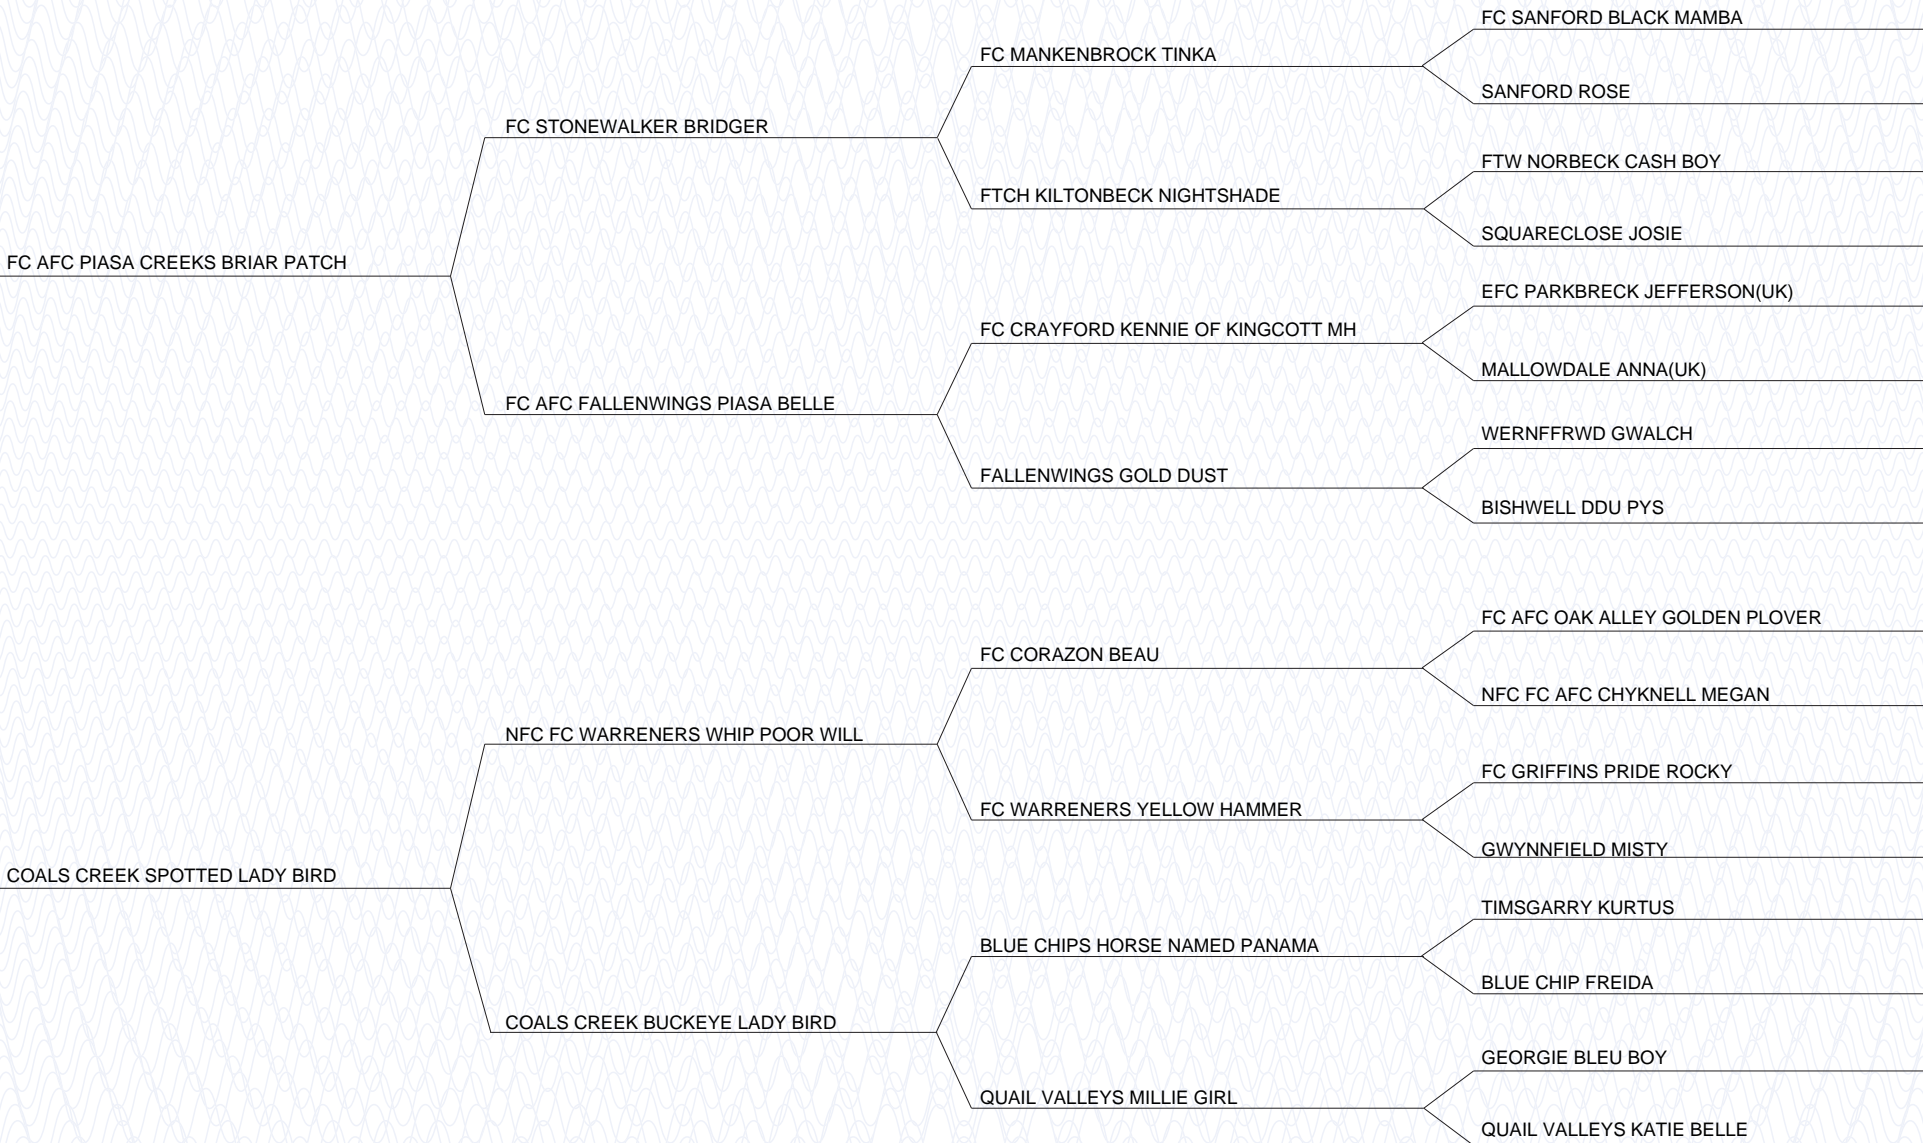 FC SANFORD BLACK MAMBA
FC MANKENBROCK TINKA
SANFORD ROSE
FC STONEWALKER BRIDGER
FTW NORBECK CASH BOY
FTCH KILTONBECK NIGHTSHADE
SQUARECLOSE JOSIE
FC AFC PIASA CREEKS BRIAR PATCH
EFC PARKBRECK JEFFERSON(UK)
FC CRAYFORD KENNIE OF KINGCOTT MH
MALLOWDALE ANNA(UK)
FC AFC FALLENWINGS PIASA BELLE
WERNFFRWD GWALCH
FALLENWINGS GOLD DUST
BISHWELL DDU PYS
FC AFC OAK ALLEY GOLDEN PLOVER
FC CORAZON BEAU
NFC FC AFC CHYKNELL MEGAN
NFC FC WARRENERS WHIP POOR WILL
FC GRIFFINS PRIDE ROCKY
FC WARRENERS YELLOW HAMMER
GWYNNFIELD MISTY
COALS CREEK SPOTTED LADY BIRD
TIMSGARRY KURTUS
BLUE CHIPS HORSE NAMED PANAMA
BLUE CHIP FREIDA
COALS CREEK BUCKEYE LADY BIRD
GEORGIE BLEU BOY
QUAIL VALLEYS MILLIE GIRL
QUAIL VALLEYS KATIE BELLE